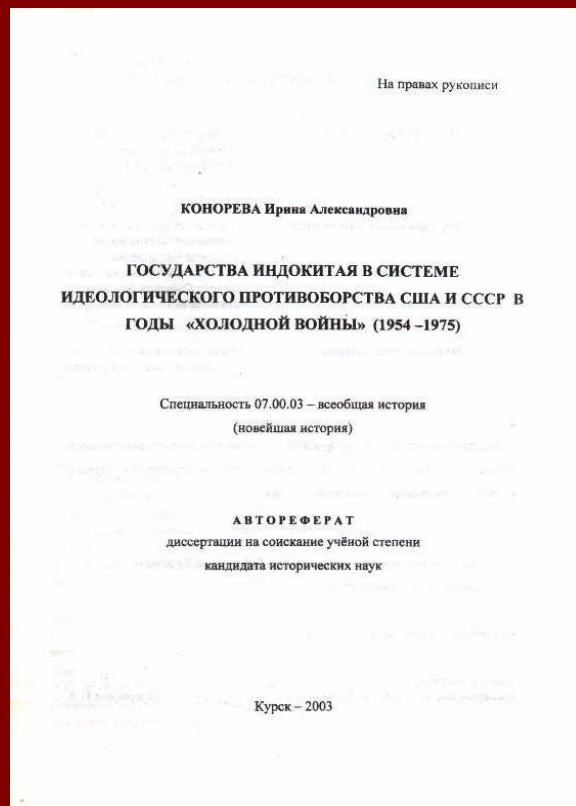 На правах рукописи
КОНОРЕВА Ирина Александровна
ГОСУДАРСТВА ИНДОКИТАЯ В СИСТЕМЕ
ИДЕОЛОГИЧЕСКОГО ПРОТИВОБОРСТВА США И СССР В
ГОДЫ «ХОЛОДНОЙ ВОЙНЫ» (1954 –1975)
Специальность 07.00.03 – всеобщая история
(новейшая история)
АВТОРЕФЕРАТ
диссертации на соискание учёной степени
кандидата исторических наук
Курск – 2003